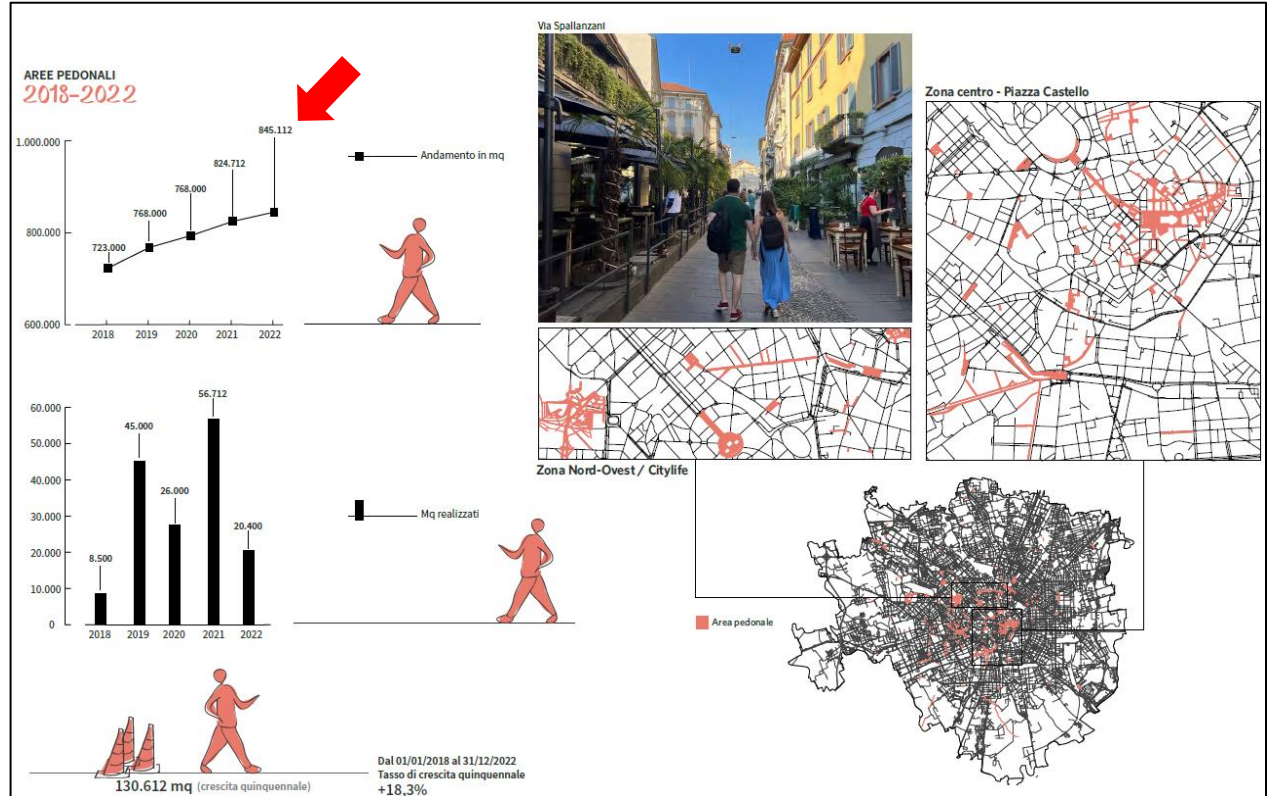 AREE PEDONALI
2018-2022
1.000.000
800.000
600.000
723.000
768.000
768.000
824.712
845.112
2018 2019 2020 2021 2022
Andamento in mq
60.000
50.000
40.000
30.000
20.000
10.000
0
8.500
45.000
26.000
56.712
20.400
2018 2019 2020 2021 2022
Mq realizzati
130.612 mq (crescita quinquennale)
Dal 01/01/2018 al 31/12/2022
Tasso di crescita quinquennale
+18,3%
Via Spallanzani
Zona Nord-Ovest / Citylife
Zona centro - Piazza Castello
Area pedonale